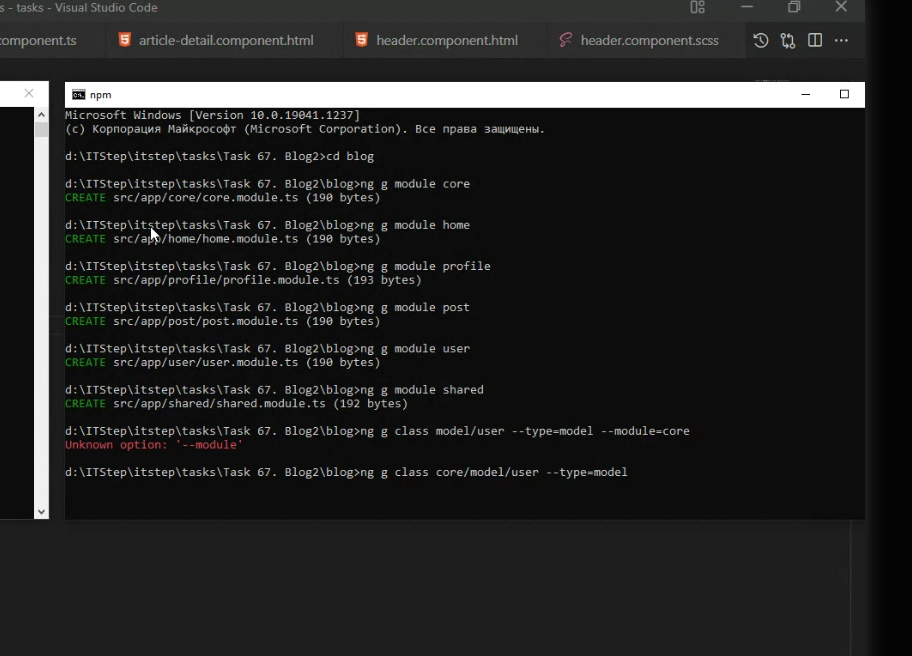 s - tasks - Visual Studio Code
component.ts
article-detail.component.html
header.component.html
header.component.scss
npm
Microsoft Windows [Version 10.0.19041.1237]
(c) Корпорация Майкрософт (Microsoft Corporation). Все права защищены.
d:\ITStep\itstep\tasks\Task 67. Blog2>cd blog
d:\ITStep\itstep\tasks\Task 67. Blog2\blog>ng g module core
CREATE src/app/core/core.module.ts (190 bytes)
d:\ITStep\itstep\tasks\Task 67. Blog2\blog>ng g module home
CREATE src/app/home/home.module.ts (190 bytes)
d:\ITStep\itstep\tasks\Task 67. Blog2\blog>ng g module profile
CREATE src/app/profile/profile.module.ts (193 bytes)
d:\ITStep\itstep\tasks\Task 67. Blog2\blog>ng g module post
CREATE src/app/post/post.module.ts (190 bytes)
d:\ITStep\itstep\tasks\Task 67. Blog2\blog>ng g module user
CREATE src/app/user/user.module.ts (190 bytes)
d:\ITStep\itstep\tasks\Task 67. Blog2\blog>ng g module shared
CREATE src/app/shared/shared.module.ts (192 bytes)
d:\ITStep\itstep\tasks\Task 67. Blog2\blog>ng g class model/user --type=model --module=core
Unknown option: '--module'
d:\ITStep\itstep\tasks\Task 67. Blog2\blog>ng g class core/model/user --type=model